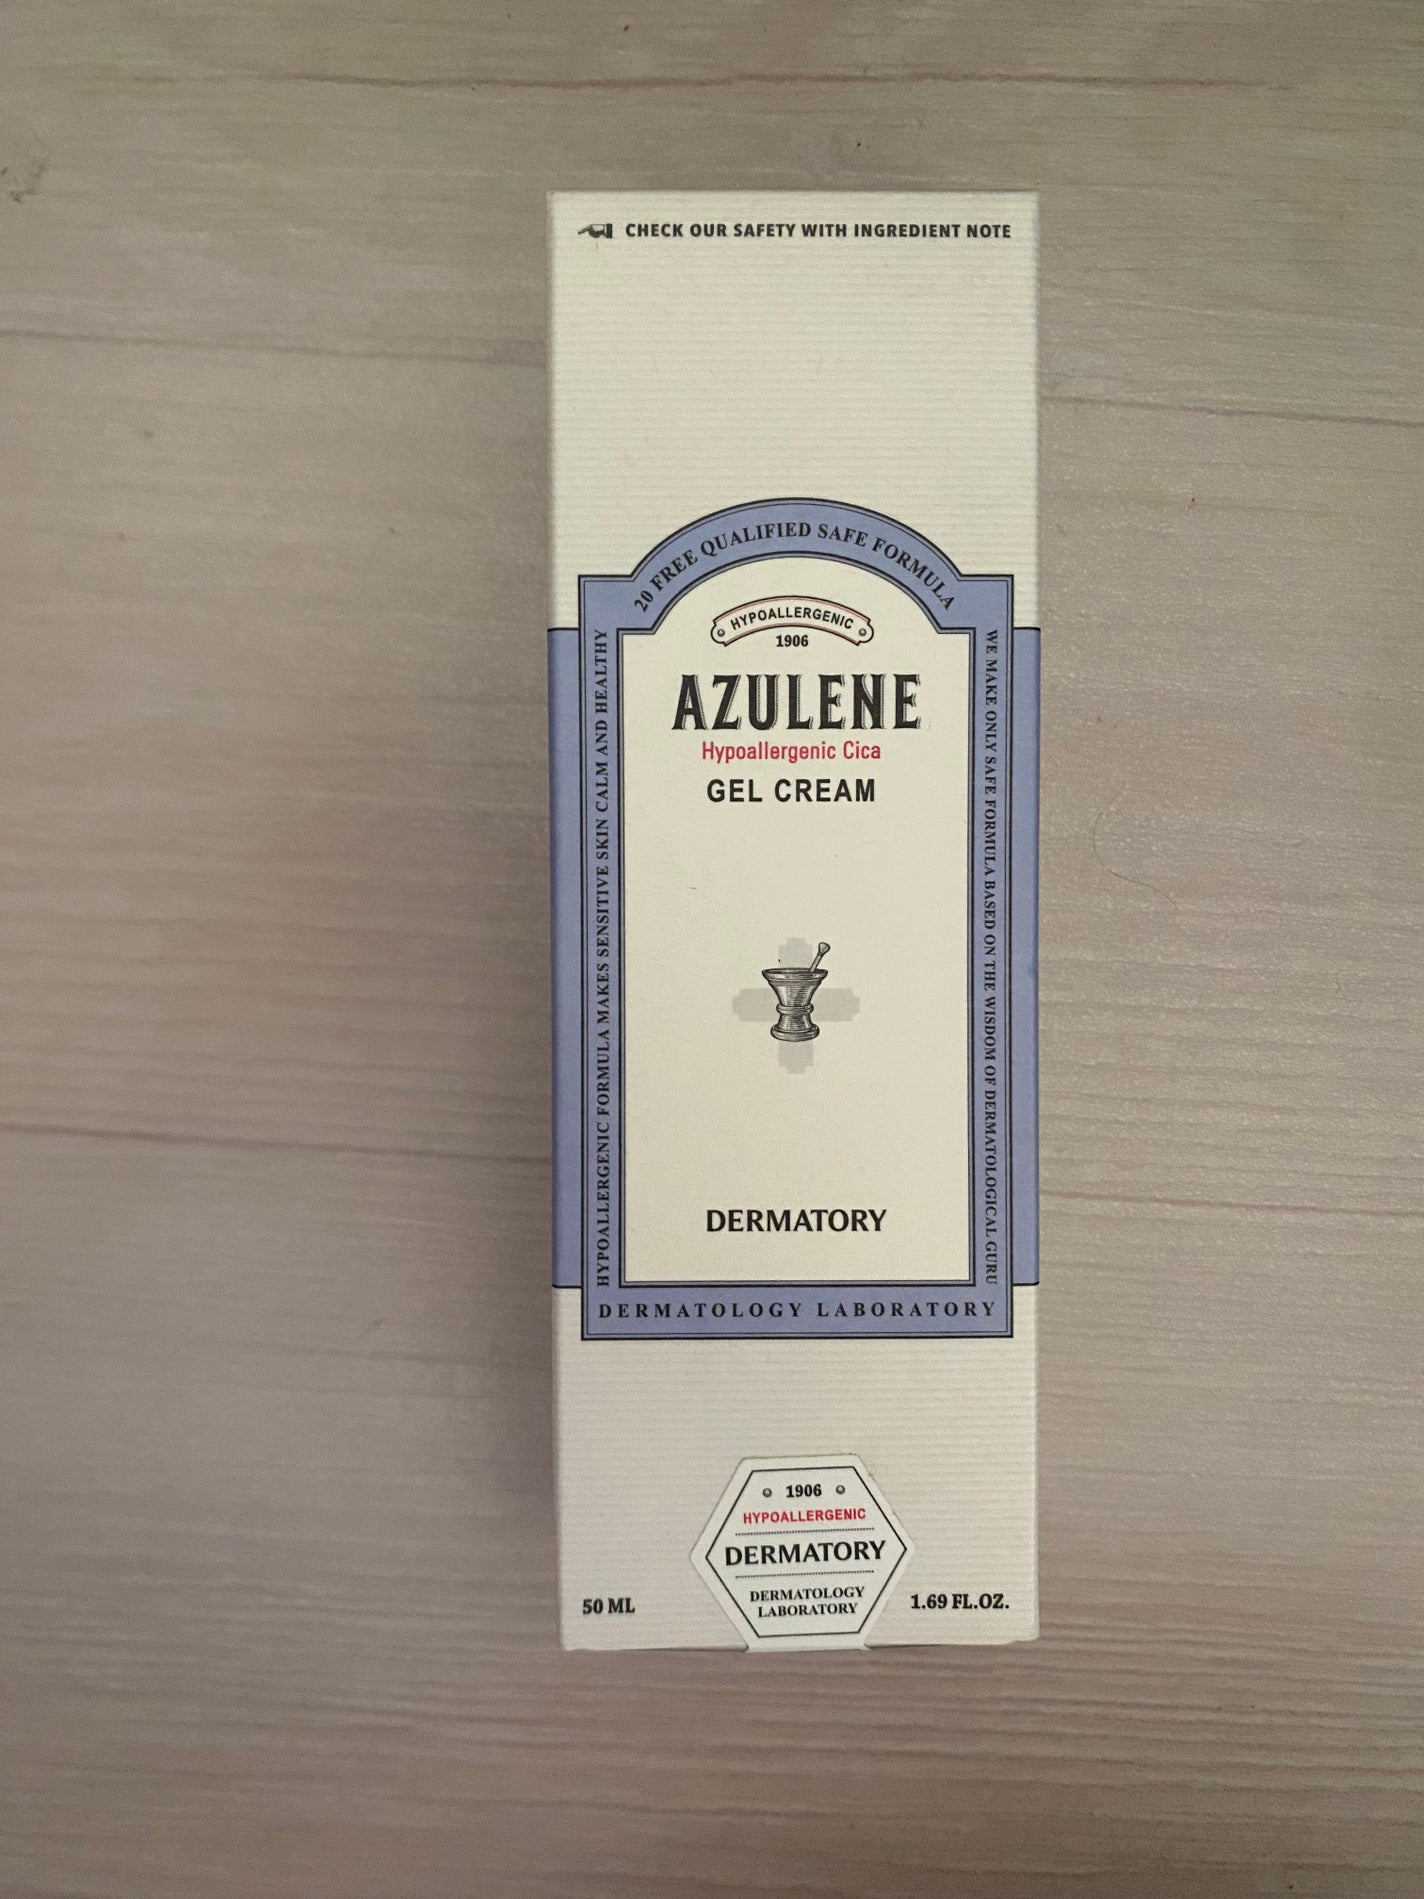 CHECK OUR SAFETY WITH INGREDIENT NOTE
20 FREE QUALIFIED SAFE FORMULA
HYPOALLERGENIC
1906
AZULENE
Hypoallergenic Cica
GEL CREAM
HYPOALLERGENIC FORMULA MAKES SENSITIVE SKIN CALM AND HEALTHY
WE MAKE ONLY SAFE FORMULA BASED ON THE WISDOM OF DERMATOLOGICAL GURU
DERMATORY
DERMATOLOGY LABORATORY
1906
HYPOALLERGENIC
DERMATORY
DERMATOLOGY
LABORATORY
50 ML
1.69 FL.OZ.